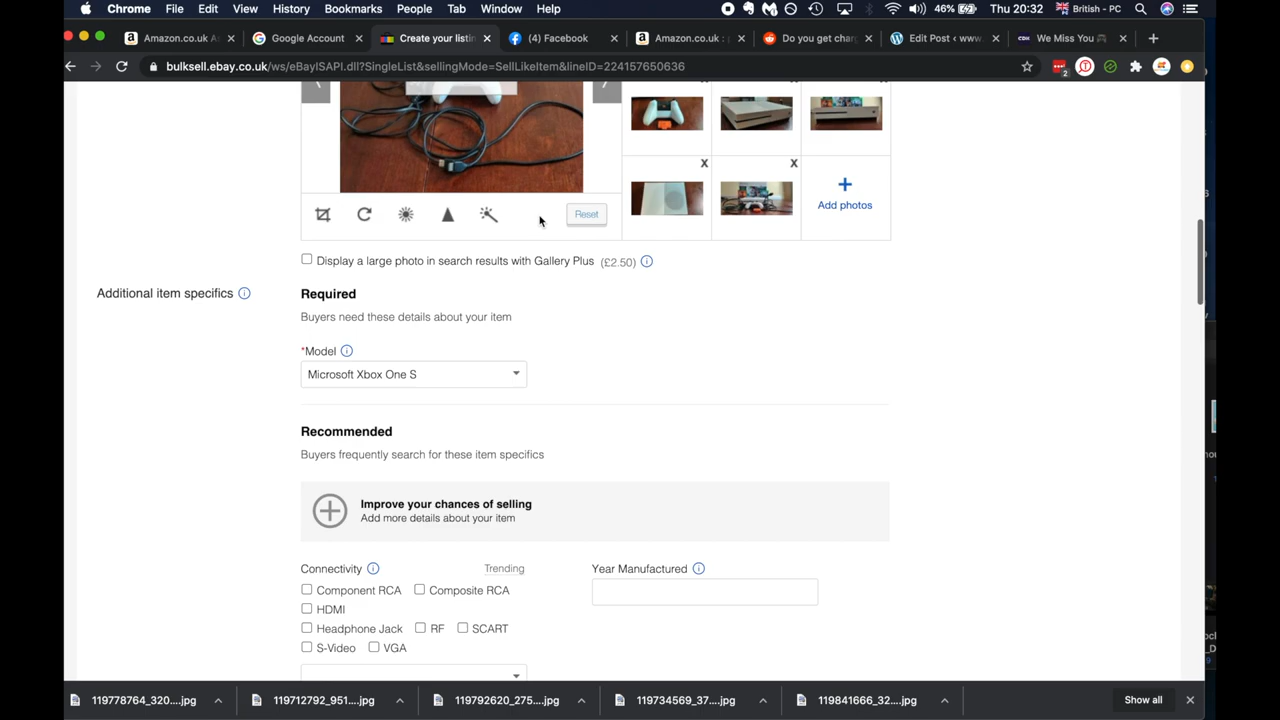 Chrome File Edit View History Bookmarks People Tab Window Help 46% Thu 20:32 British - PC
Amazon.co.uk A Google Account Create your listin (4) Facebook Amazon.co.uk : Do you get char Edit Post ‹ www. We Miss You
bulksell.ebay.co.uk/ws/eBayISAPI.dll?SingleList&sellingMode=SellLikeItem&lineID=224157650636
X X
Add photos
Reset
Display a large photo in search results with Gallery Plus (£2.50)
Additional item specifics Required
Buyers need these details about your item
*Model
Microsoft Xbox One S
Recommended
Buyers frequently search for these item specifics
Improve your chances of selling
Add more details about your item
Connectivity Trending Year Manufactured
Component RCA Composite RCA
HDMI
Headphone Jack RF SCART
S-Video VGA
119778764_320....jpg 119712792_951....jpg 119792620_275....jpg 119734569_37....jpg 119841666_32....jpg Show all